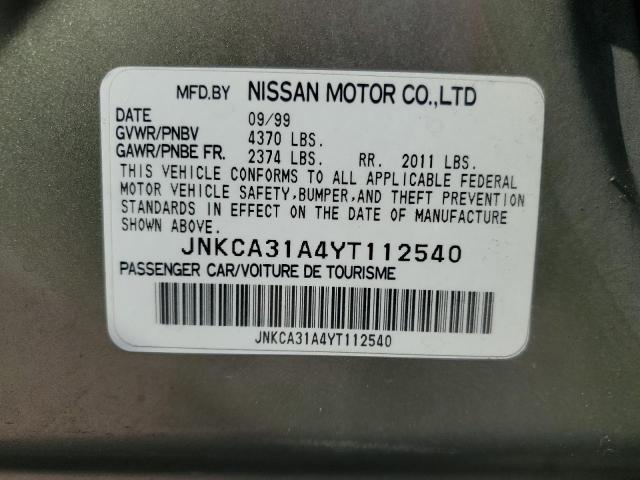 MFD.BY NISSAN MOTOR CO.,LTD
DATE 09/99
GVWR/PNBV 4370 LBS.
GAWR/PNBE FR. 2374 LBS. RR. 2011 LBS.
THIS VEHICLE CONFORMS TO ALL APPLICABLE FEDERAL
MOTOR VEHICLE SAFETY,BUMPER,AND THEFT PREVENTION
STANDARDS IN EFFECT ON THE DATE OF MANUFACTURE
SHOWN ABOVE.
JNKCA31A4YT112540
PASSENGER CAR/VOITURE DE TOURISME
JNKCA31A4YT112540